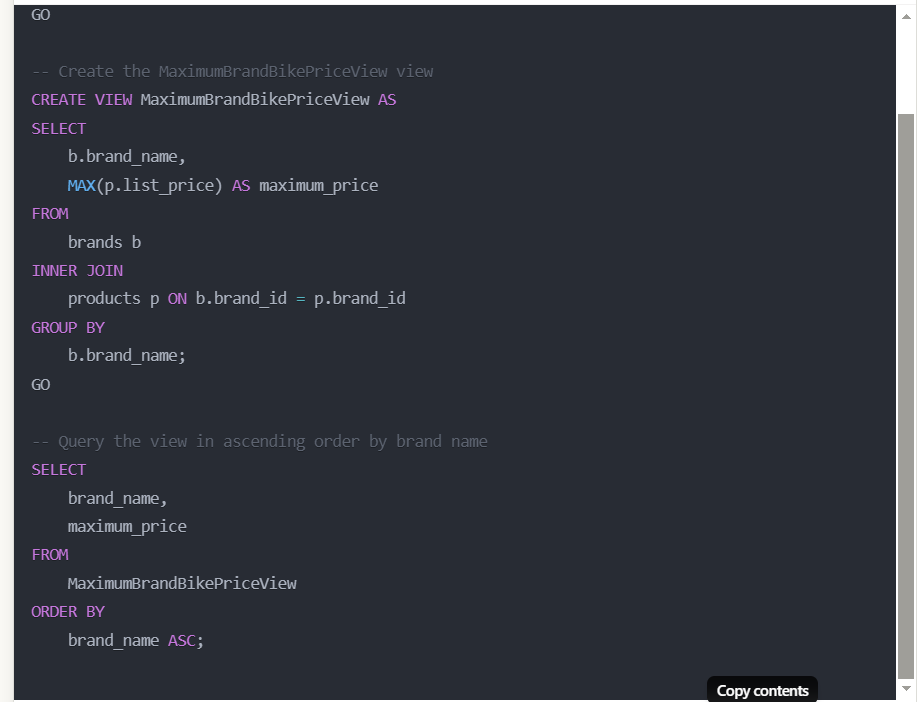 GO
-- Create the MaximumBrandBikePriceView view
CREATE VIEW MaximumBrandBikePriceView AS
SELECT
    b.brand_name,
    MAX(p.list_price) AS maximum_price
FROM
    brands b
INNER JOIN
    products p ON b.brand_id = p.brand_id
GROUP BY
    b.brand_name;
GO
-- Query the view in ascending order by brand name
SELECT
    brand_name,
    maximum_price
FROM
    MaximumBrandBikePriceView
ORDER BY
    brand_name ASC;
Copy contents